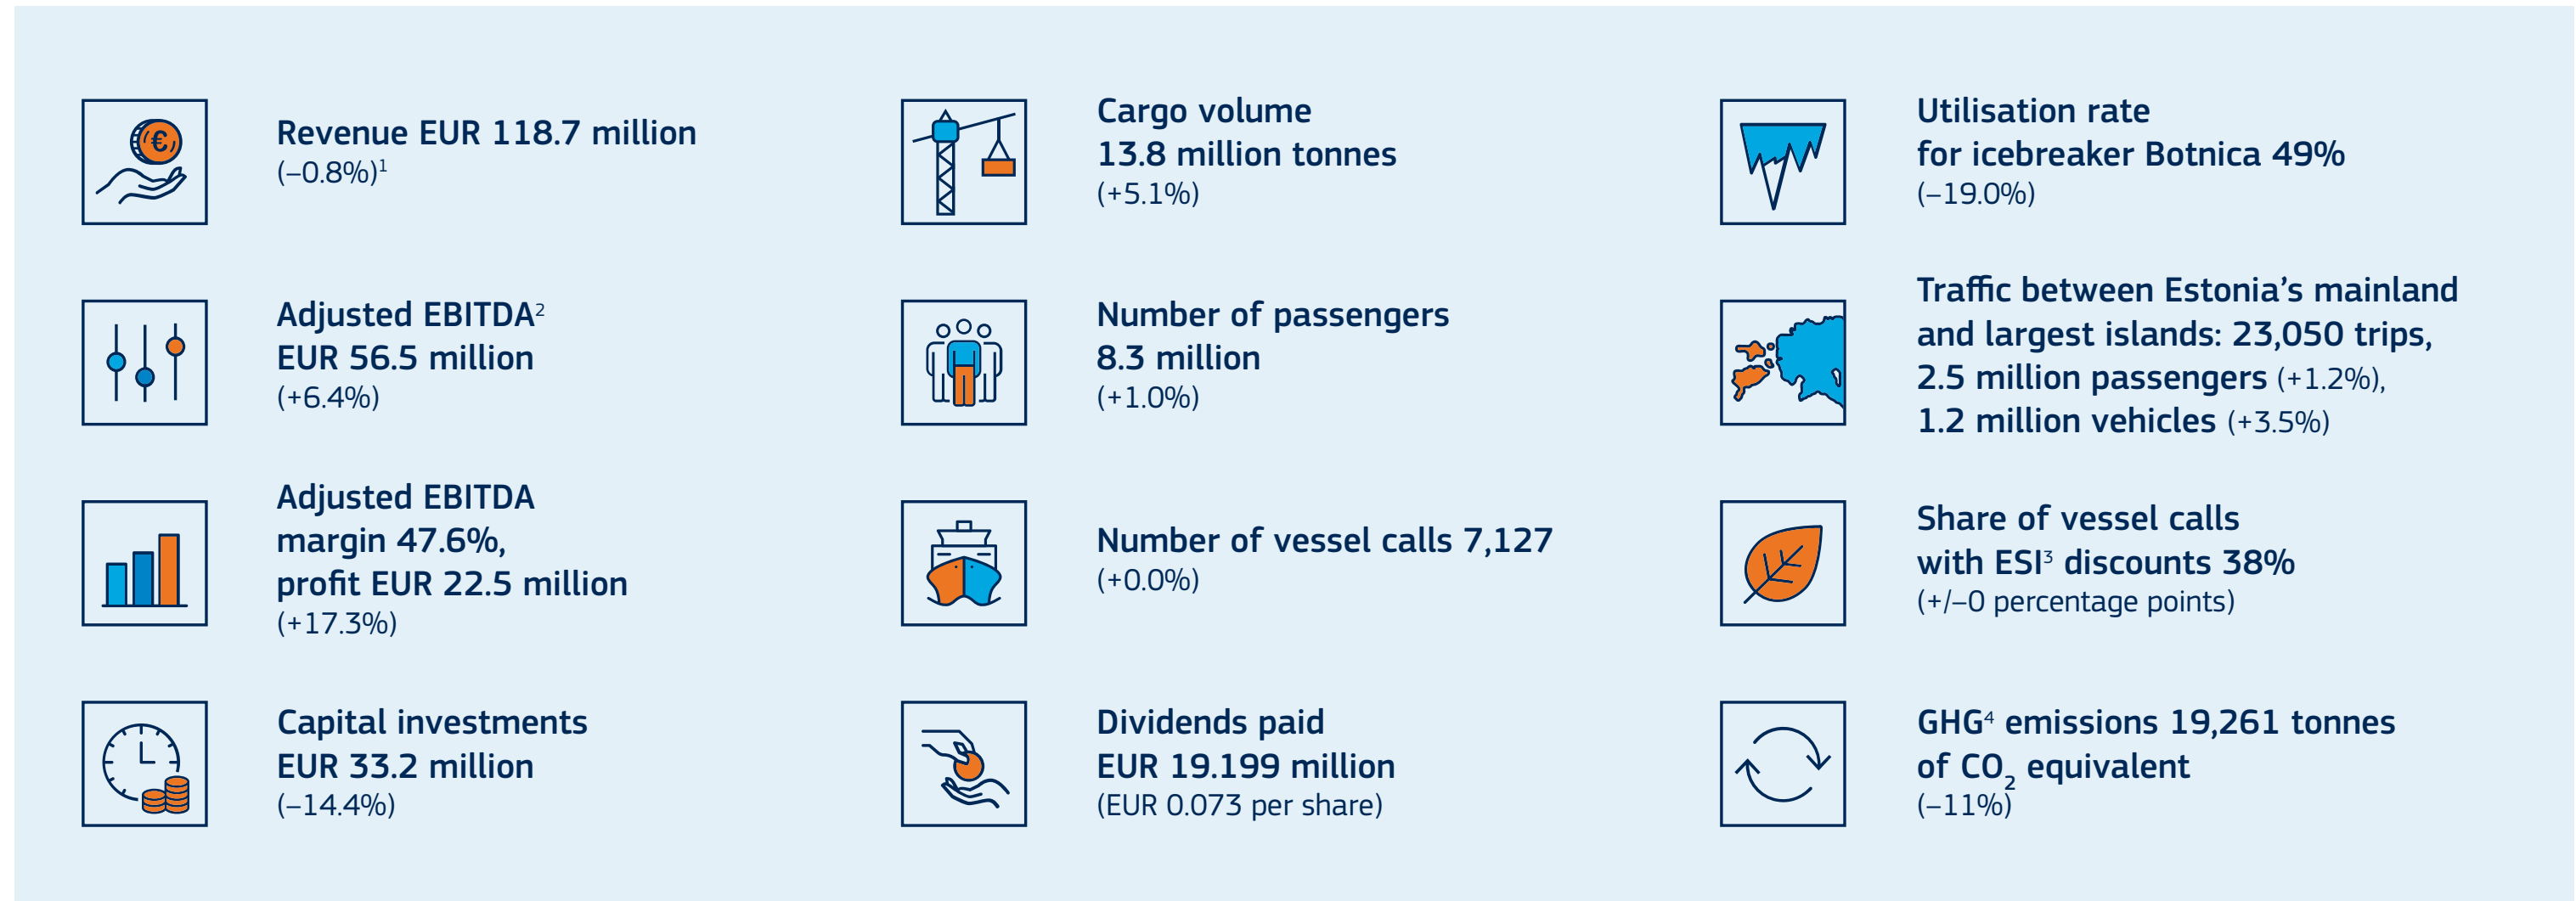 Revenue EUR 118.7 million
(–0.8%)¹
Adjusted EBITDA²
EUR 56.5 million
(+6.4%)
Adjusted EBITDA
margin 47.6%,
profit EUR 22.5 million
(+17.3%)
Capital investments
EUR 33.2 million
(–14.4%)
Cargo volume
13.8 million tonnes
(+5.1%)
Number of passengers
8.3 million
(+1.0%)
Number of vessel calls 7,127
(+0.0%)
Dividends paid
EUR 19.199 million
(EUR 0.073 per share)
Utilisation rate
for icebreaker Botnica 49%
(–19.0%)
Traffic between Estonia’s mainland
and largest islands: 23,050 trips,
2.5 million passengers (+1.2%),
1.2 million vehicles (+3.5%)
Share of vessel calls
with ESI³ discounts 38%
(+/–0 percentage points)
GHG⁴ emissions 19,261 tonnes
of CO₂ equivalent
(–11%)